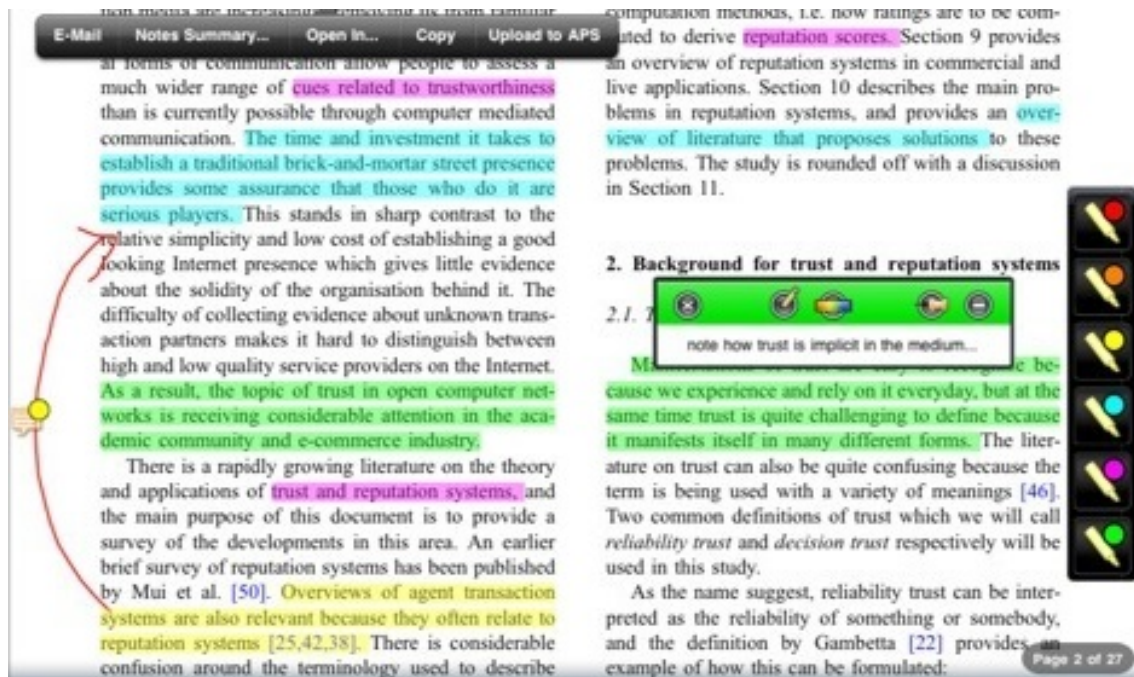 E-Mail Notes Summary... Open In... Copy Upload to APS
al forms of communication allow people to assess a
much wider range of cues related to trustworthiness
than is currently possible through computer mediated
communication. The time and investment it takes to
establish a traditional brick-and-mortar street presence
provides some assurance that those who do it are
serious players. This stands in sharp contrast to the
relative simplicity and low cost of establishing a good
looking Internet presence which gives little evidence
about the solidity of the organisation behind it. The
difficulty of collecting evidence about unknown trans-
action partners makes it hard to distinguish between
high and low quality service providers on the Internet.
As a result, the topic of trust in open computer net-
works is receiving considerable attention in the aca-
demic community and e-commerce industry.
There is a rapidly growing literature on the theory
and applications of trust and reputation systems, and
the main purpose of this document is to provide a
survey of the developments in this area. An earlier
brief survey of reputation systems has been published
by Mui et al. [50]. Overviews of agent transaction
systems are also relevant because they often relate to
reputation systems [25,42,38]. There is considerable
confusion around the terminology used to describe
computation methods, i.e. how ratings are to be com-
puted to derive reputation scores. Section 9 provides
an overview of reputation systems in commercial and
live applications. Section 10 describes the main pro-
blems in reputation systems, and provides an over-
view of literature that proposes solutions to these
problems. The study is rounded off with a discussion
in Section 11.
2. Background for trust and reputation systems
2.1.
note how trust is implicit in the medium...
be-
cause we experience and rely on it everyday, but at the
same time trust is quite challenging to define because
it manifests itself in many different forms. The liter-
ature on trust can also be quite confusing because the
term is being used with a variety of meanings [46].
Two common definitions of trust which we will call
reliability trust and decision trust respectively will be
used in this study.
As the name suggest, reliability trust can be inter-
preted as the reliability of something or somebody,
and the definition by Gambetta [22] provides an
example of how this can be formulated:
Page 2 of 27